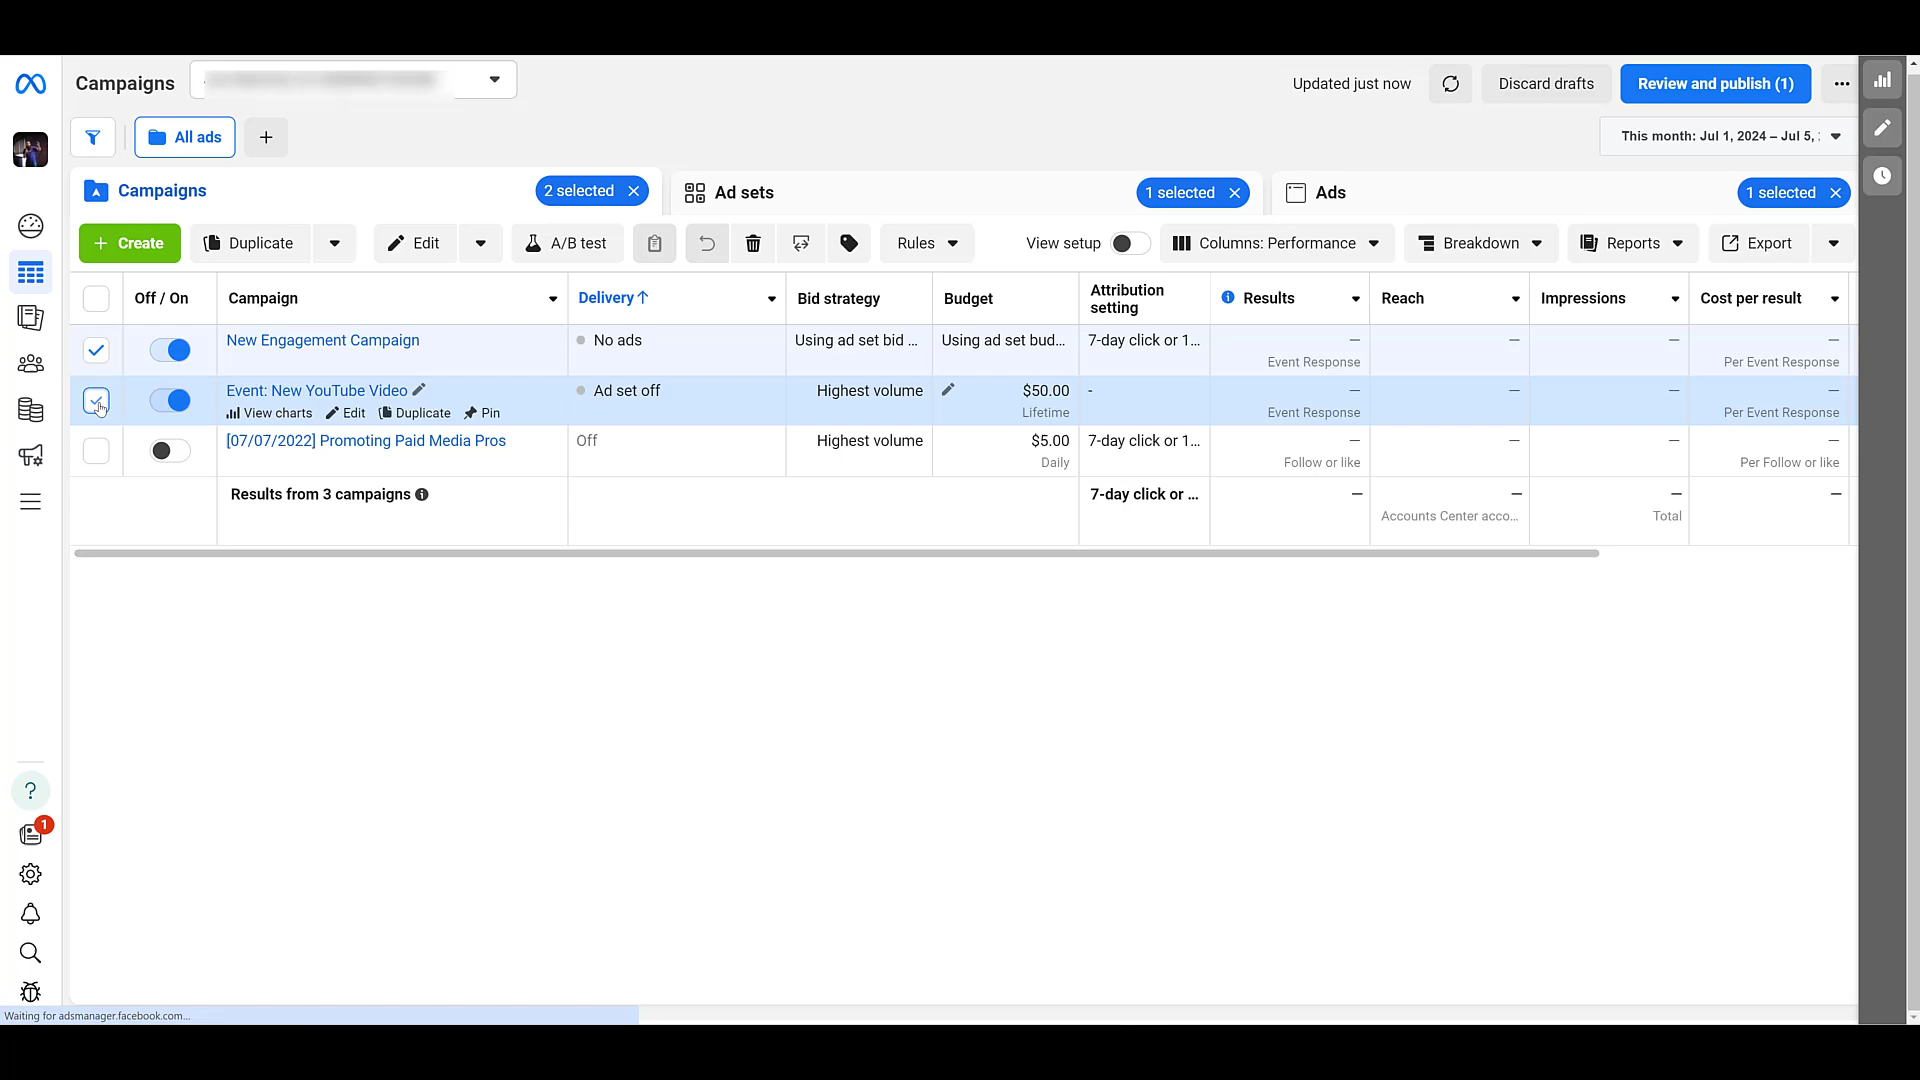 Campaigns
Updated just now
Discard drafts
Review and publish (1)
All ads
This month: Jul 1, 2024 – Jul 5, :
Campaigns
2 selected
Ad sets
1 selected
Ads
1 selected
Create
Duplicate
Edit
A/B test
Rules
View setup
Columns: Performance
Breakdown
Reports
Export
Off / On
Campaign
Delivery↑
Bid strategy
Budget
Attribution
setting
Results
Reach
Impressions
Cost per result
New Engagement Campaign
No ads
Using ad set bid ...
Using ad set bud...
7-day click or 1...
—
—
—
—
Event Response
Per Event Response
Event: New YouTube Video
Ad set off
Highest volume
$50.00
-
—
—
—
—
View charts
Edit
Duplicate
Pin
Lifetime
Event Response
Per Event Response
[07/07/2022] Promoting Paid Media Pros
Off
Highest volume
$5.00
7-day click or 1...
—
—
—
—
Daily
Follow or like
Per Follow or like
Results from 3 campaigns
7-day click or ...
—
—
—
—
Accounts Center acco...
Total
?
1
Waiting for adsmanager.facebook.com...